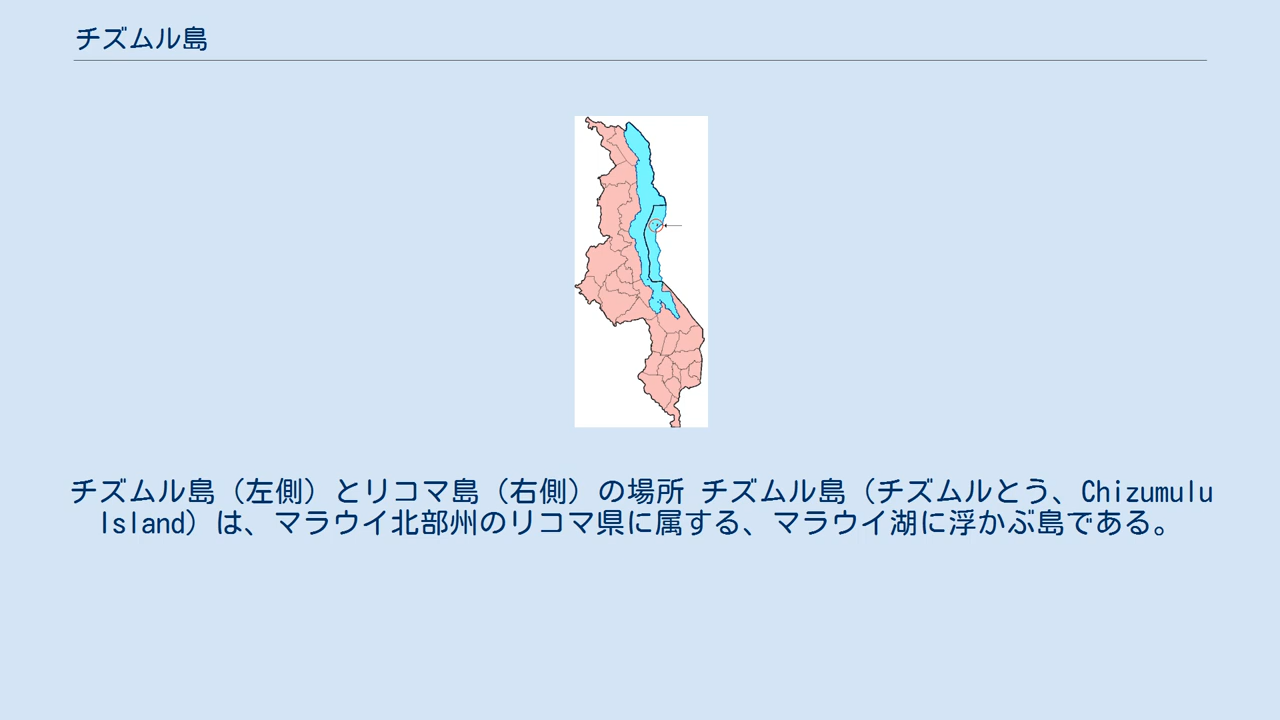 チズムル島
チズムル島（左側）とリコマ島（右側）の場所 チズムル島（チズムルとう、Chizumulu
Island）は、マラウイ北部州のリコマ県に属する、マラウイ湖に浮かぶ島である。